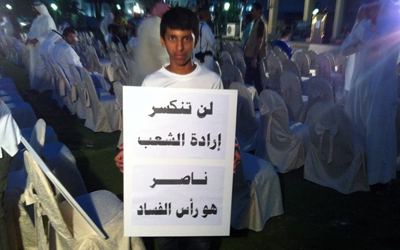 لن تنكسر
إرادة الشعب
ناصر
هو رأس الفساد